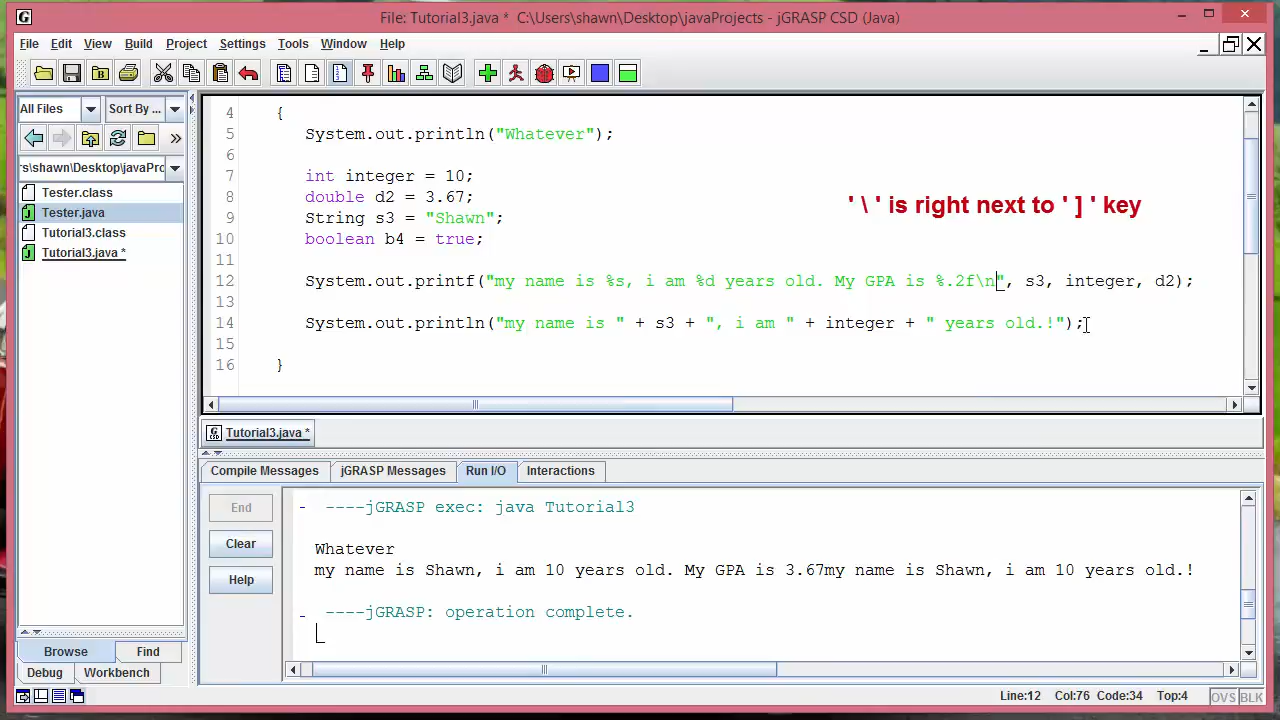 File: Tutorial3.java * C:\Users\shawn\Desktop\javaProjects - jGRASP CSD (Java)
File Edit View Build Project Settings Tools Window Help
All Files Sort By ...
s\shawn\Desktop\javaPro
Tester.class
Tester.java
Tutorial3.class
Tutorial3.java *
Browse Find
Debug Workbench
4 {
5 System.out.println("Whatever");
6
7 int integer = 10;
8 double d2 = 3.67;
9 String s3 = "Shawn";
10 boolean b4 = true;
11
12 System.out.printf("my name is %s, i am %d years old. My GPA is %.2f\n", s3, integer, d2);
13
14 System.out.println("my name is " + s3 + ", i am " + integer + " years old.!");
15
16 }
' \ ' is right next to ' ] ' key
Tutorial3.java *
Compile Messages jGRASP Messages Run I/O Interactions
End
Clear
Help
----jGRASP exec: java Tutorial3
Whatever
my name is Shawn, i am 10 years old. My GPA is 3.67my name is Shawn, i am 10 years old.!
----jGRASP: operation complete.
Line:12 Col:76 Code:34 Top:4 OVS BLK